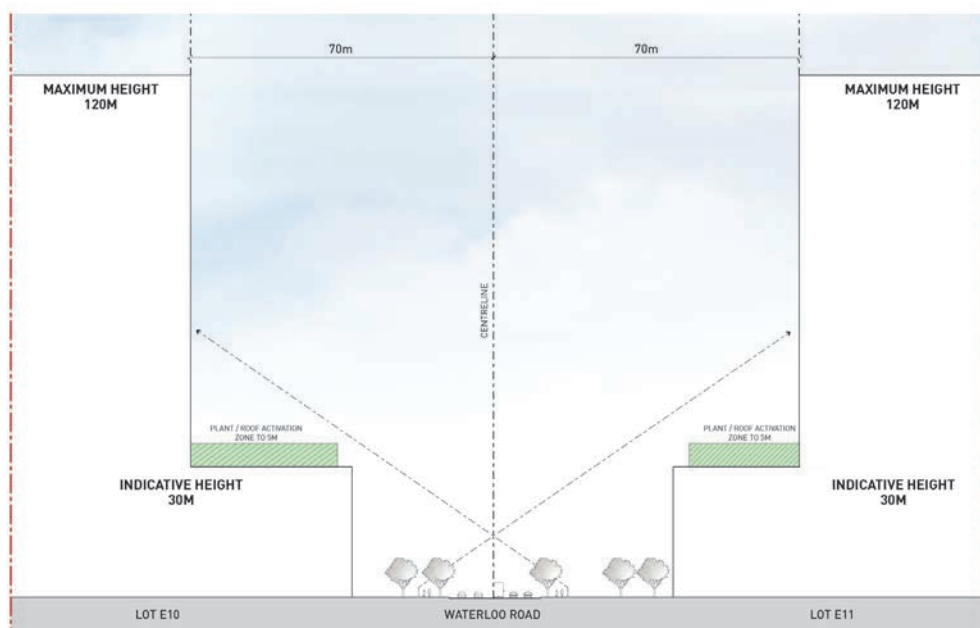 70m
70m
MAXIMUM HEIGHT
120M
MAXIMUM HEIGHT
120M
CENTRELINE
PLANT / ROOF ACTIVATION
ZONE TO 5M
PLANT / ROOF ACTIVATION
ZONE TO 5M
INDICATIVE HEIGHT
30M
INDICATIVE HEIGHT
30M
LOT E10
WATERLOO ROAD
LOT E11